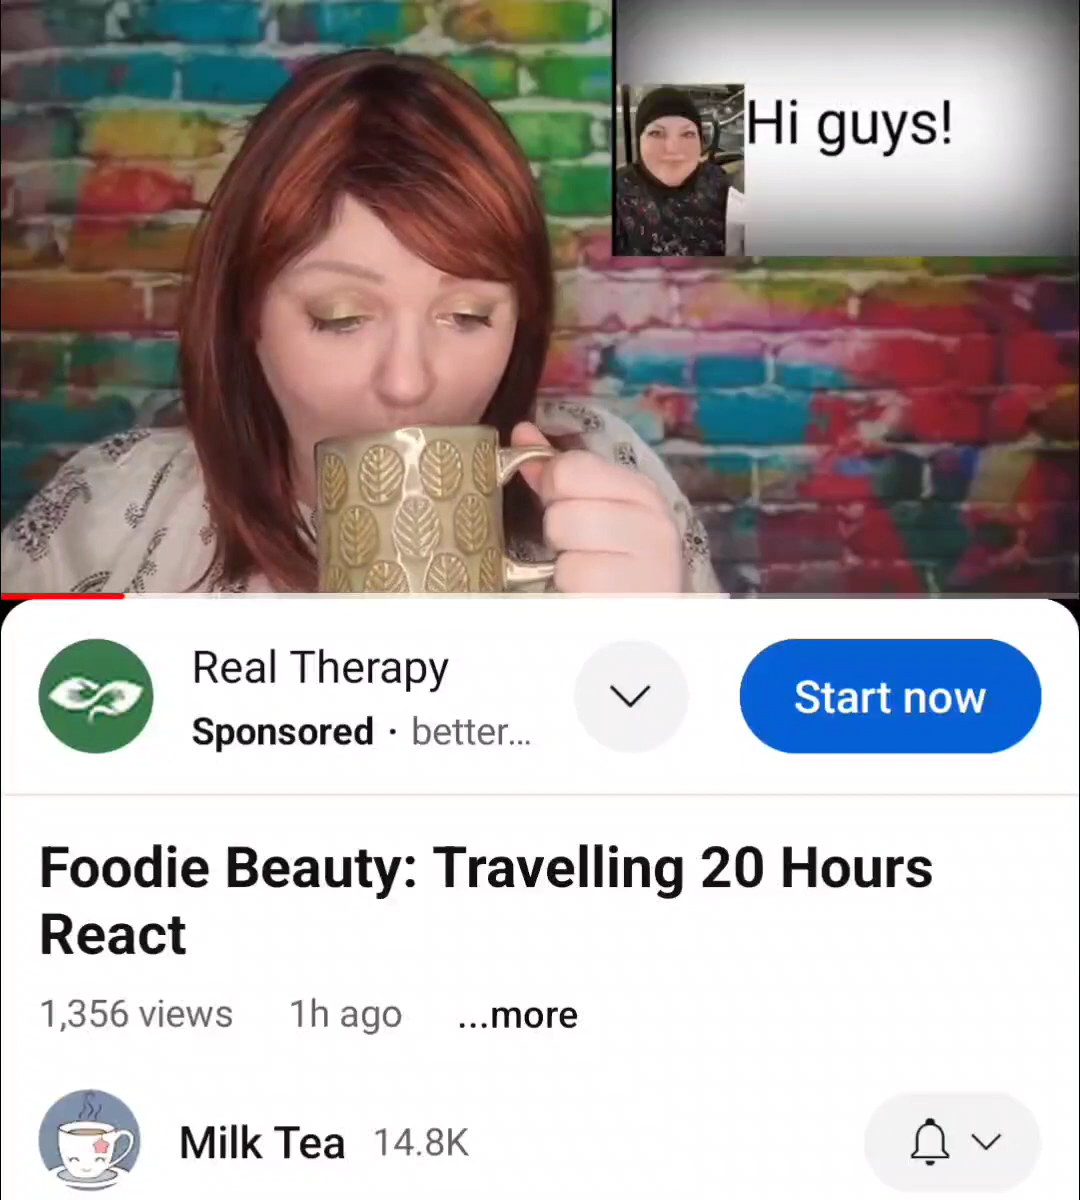 Hi guys!
Real Therapy
Sponsored · better...
Start now
Foodie Beauty: Travelling 20 Hours
React
1,356 views 1h ago ...more
Milk Tea 14.8K